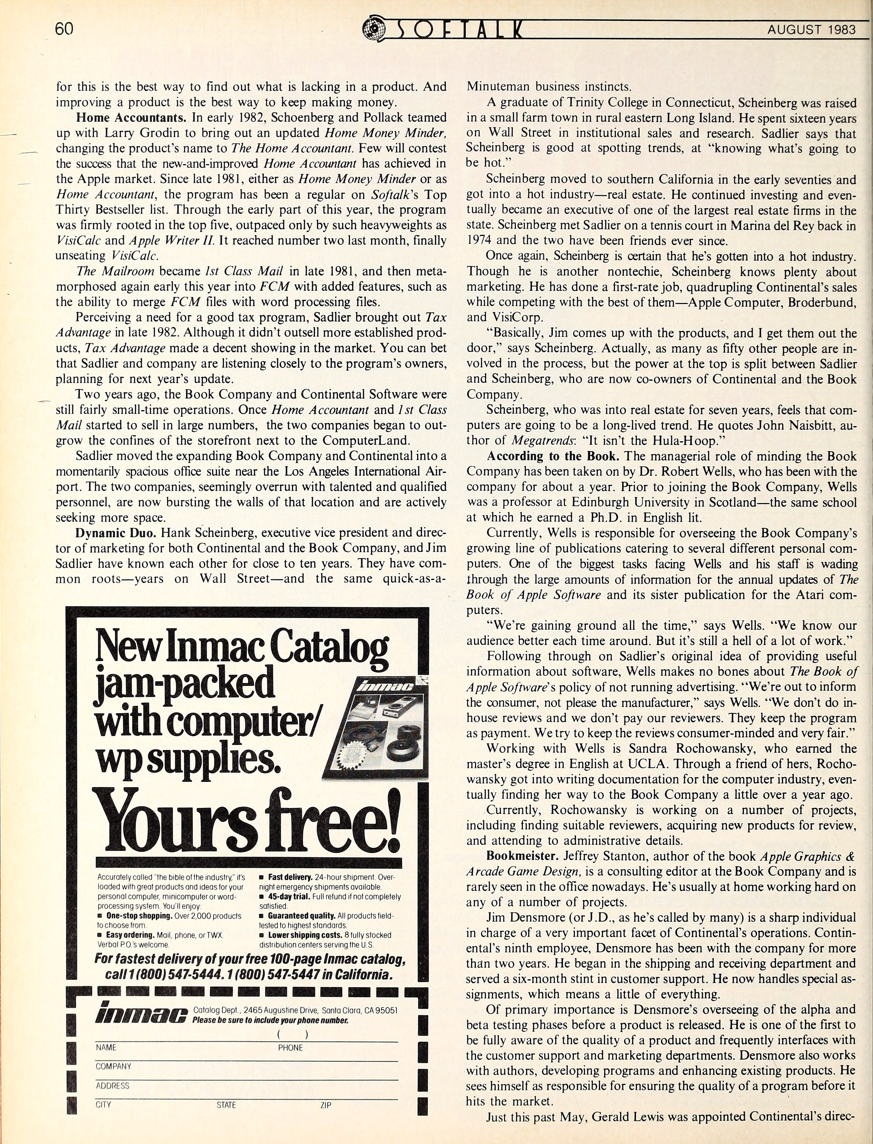 60
SOFTALK
AUGUST 1983
for this is the best way to find out what is lacking in a product. And
improving a product is the best way to keep making money.
Home Accountants. In early 1982, Schoenberg and Pollack teamed
up with Larry Grodin to bring out an updated Home Money Minder,
changing the product's name to The Home Accountant. Few will contest
the success that the new-and-improved Home Accountant has achieved in
the Apple market. Since late 1981, either as Home Money Minder or as
Home Accountant, the program has been a regular on Softalk's Top
Thirty Bestseller list. Through the early part of this year, the program
was firmly rooted in the top five, outpaced only by such heavyweights as
VisiCalc and Apple Writer II. It reached number two last month, finally
unseating VisiCalc.
The Mailroom became 1st Class Mail in late 1981, and then meta-
morphosed again early this year into FCM with added features, such as
the ability to merge FCM files with word processing files.
Perceiving a need for a good tax program, Sadlier brought out Tax
Advantage in late 1982. Although it didn't outsell more established prod-
ucts, Tax Advantage made a decent showing in the market. You can bet
that Sadlier and company are listening closely to the program's owners,
planning for next year's update.
Two years ago, the Book Company and Continental Software were
still fairly small-time operations. Once Home Accountant and 1st Class
Mail started to sell in large numbers, the two companies began to out-
grow the confines of the storefront next to the ComputerLand.
Sadlier moved the expanding Book Company and Continental into a
momentarily spacious office suite near the Los Angeles International Air-
port. The two companies, seemingly overrun with talented and qualified
personnel, are now bursting the walls of that location and are actively
seeking more space.
Dynamic Duo. Hank Scheinberg, executive vice president and direc-
tor of marketing for both Continental and the Book Company, and Jim
Sadlier have known each other for close to ten years. They have com-
mon roots—years on Wall Street—and the same quick-as-a-
New Inmac Catalog
jam-packed
with computer/
wp supplies.
inmac
Yours free!
Accurately called "the bible of the industry," it's
loaded with great products and ideas for your
personal computer, minicomputer or word-
processing system. You'll enjoy:
■ One-stop shopping. Over 2,000 products
to choose from.
■ Easy ordering. Mail, phone, or TWX.
Verbal P.O.'s welcome.
■ Fast delivery. 24-hour shipment. Over-
night emergency shipments available.
■ 45-day trial. Full refund if not completely
satisfied.
■ Guaranteed quality. All products field-
tested to highest standards.
■ Lower shipping costs. 8 fully stocked
distribution centers serving the U.S.
For fastest delivery of your free 100-page Inmac catalog,
call 1 (800) 547-5444. 1 (800) 547-5447 in California.
inmac
Catalog Dept., 2465 Augustine Drive, Santa Clara, CA 95051
Please be sure to include your phone number.
( )
NAME PHONE
COMPANY
ADDRESS
CITY STATE ZIP
Minuteman business instincts.
A graduate of Trinity College in Connecticut, Scheinberg was raised
in a small farm town in rural eastern Long Island. He spent sixteen years
on Wall Street in institutional sales and research. Sadlier says that
Scheinberg is good at spotting trends, at "knowing what's going to
be hot."
Scheinberg moved to southern California in the early seventies and
got into a hot industry—real estate. He continued investing and even-
tually became an executive of one of the largest real estate firms in the
state. Scheinberg met Sadlier on a tennis court in Marina del Rey back in
1974 and the two have been friends ever since.
Once again, Scheinberg is certain that he's gotten into a hot industry.
Though he is another nontechie, Scheinberg knows plenty about
marketing. He has done a first-rate job, quadrupling Continental's sales
while competing with the best of them—Apple Computer, Broderbund,
and VisiCorp.
"Basically, Jim comes up with the products, and I get them out the
door," says Scheinberg. Actually, as many as fifty other people are in-
volved in the process, but the power at the top is split between Sadlier
and Scheinberg, who are now co-owners of Continental and the Book
Company.
Scheinberg, who was into real estate for seven years, feels that com-
puters are going to be a long-lived trend. He quotes John Naisbitt, au-
thor of Megatrends: "It isn't the Hula-Hoop."
According to the Book. The managerial role of minding the Book
Company has been taken on by Dr. Robert Wells, who has been with the
company for about a year. Prior to joining the Book Company, Wells
was a professor at Edinburgh University in Scotland—the same school
at which he earned a Ph.D. in English lit.
Currently, Wells is responsible for overseeing the Book Company's
growing line of publications catering to several different personal com-
puters. One of the biggest tasks facing Wells and his staff is wading
through the large amounts of information for the annual updates of The
Book of Apple Software and its sister publication for the Atari com-
puters.
"We're gaining ground all the time," says Wells. "We know our
audience better each time around. But it's still a hell of a lot of work."
Following through on Sadlier's original idea of providing useful
information about software, Wells makes no bones about The Book of
Apple Software's policy of not running advertising. "We're out to inform
the consumer, not please the manufacturer," says Wells. "We don't do in-
house reviews and we don't pay our reviewers. They keep the program
as payment. We try to keep the reviews consumer-minded and very fair."
Working with Wells is Sandra Rochowansky, who earned the
master's degree in English at UCLA. Through a friend of hers, Rocho-
wansky got into writing documentation for the computer industry, even-
tually finding her way to the Book Company a little over a year ago.
Currently, Rochowansky is working on a number of projects,
including finding suitable reviewers, acquiring new products for review,
and attending to administrative details.
Bookmeister. Jeffrey Stanton, author of the book Apple Graphics &
Arcade Game Design, is a consulting editor at the Book Company and is
rarely seen in the office nowadays. He's usually at home working hard on
any of a number of projects.
Jim Densmore (or J.D., as he's called by many) is a sharp individual
in charge of a very important facet of Continental's operations. Contin-
ental's ninth employee, Densmore has been with the company for more
than two years. He began in the shipping and receiving department and
served a six-month stint in customer support. He now handles special as-
signments, which means a little of everything.
Of primary importance is Densmore's overseeing of the alpha and
beta testing phases before a product is released. He is one of the first to
be fully aware of the quality of a product and frequently interfaces with
the customer support and marketing departments. Densmore also works
with authors, developing programs and enhancing existing products. He
sees himself as responsible for ensuring the quality of a program before it
hits the market.
Just this past May, Gerald Lewis was appointed Continental's direc-